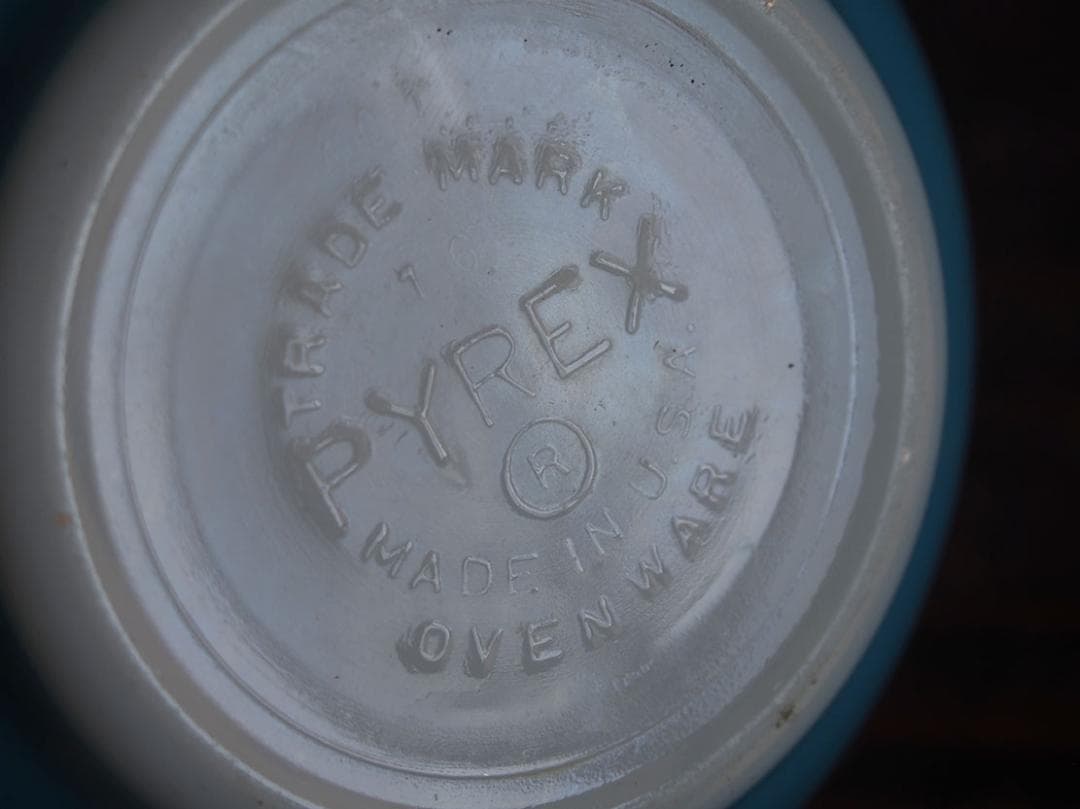 TRADE MARK
PYREX
®
MADE IN U.S.A.
OVEN WARE